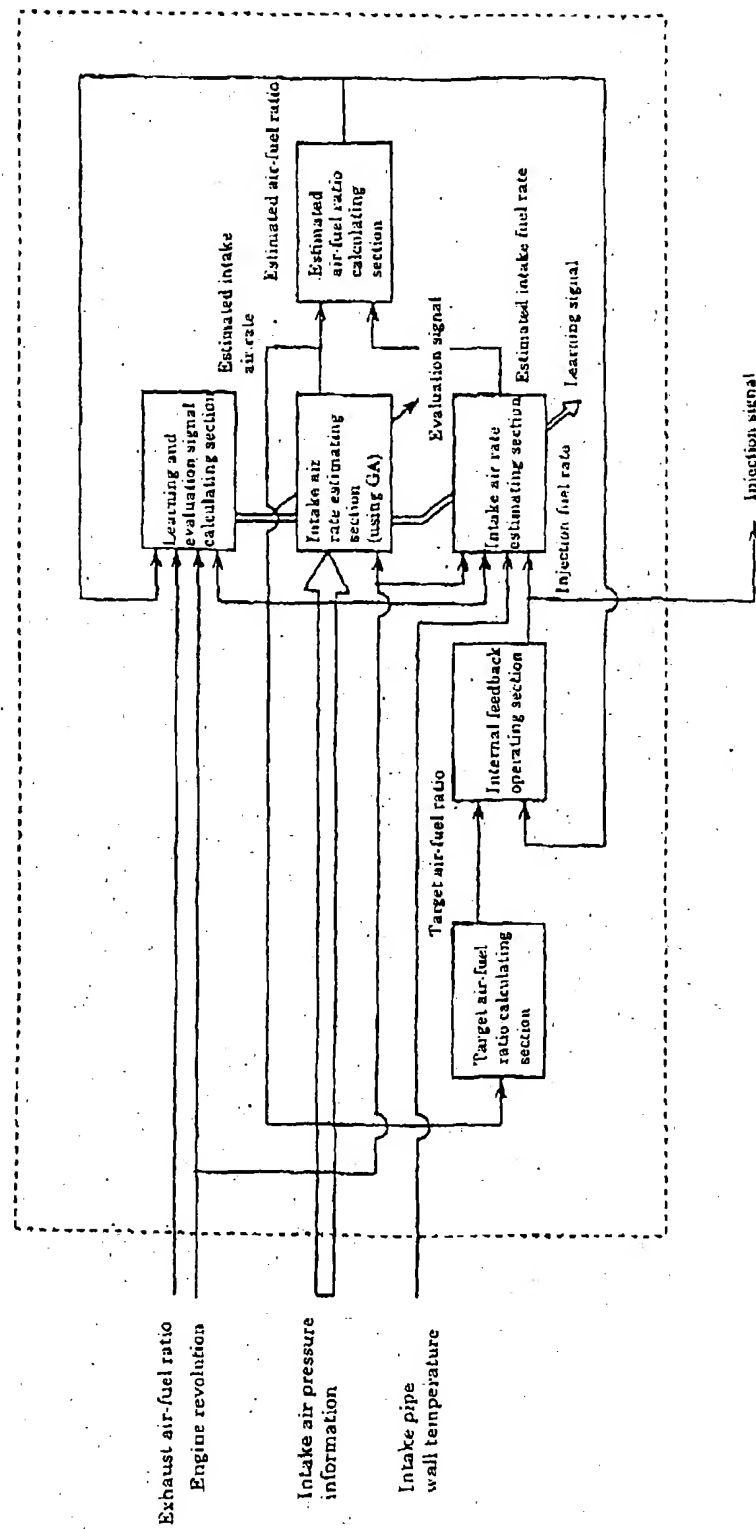 Exhaust air-fuel ratio
Engine revolution
Intake air pressure
information
Intake pipe
wall temperature
Learning and
evaluation signal
calculating section
Estimated intake
air rate
Estimated air-fuel ratio
Intake air
rate estimating
section
(using GA)
Estimated
air-fuel ratio
calculating
section
Evaluation signal
Intake air rate
estimating section
Estimated intake fuel rate
Learning signal
Injection fuel rate
Target air-fuel ratio
Internal feedback
operating section
Target air-fuel
ratio calculating
section
Injection signal